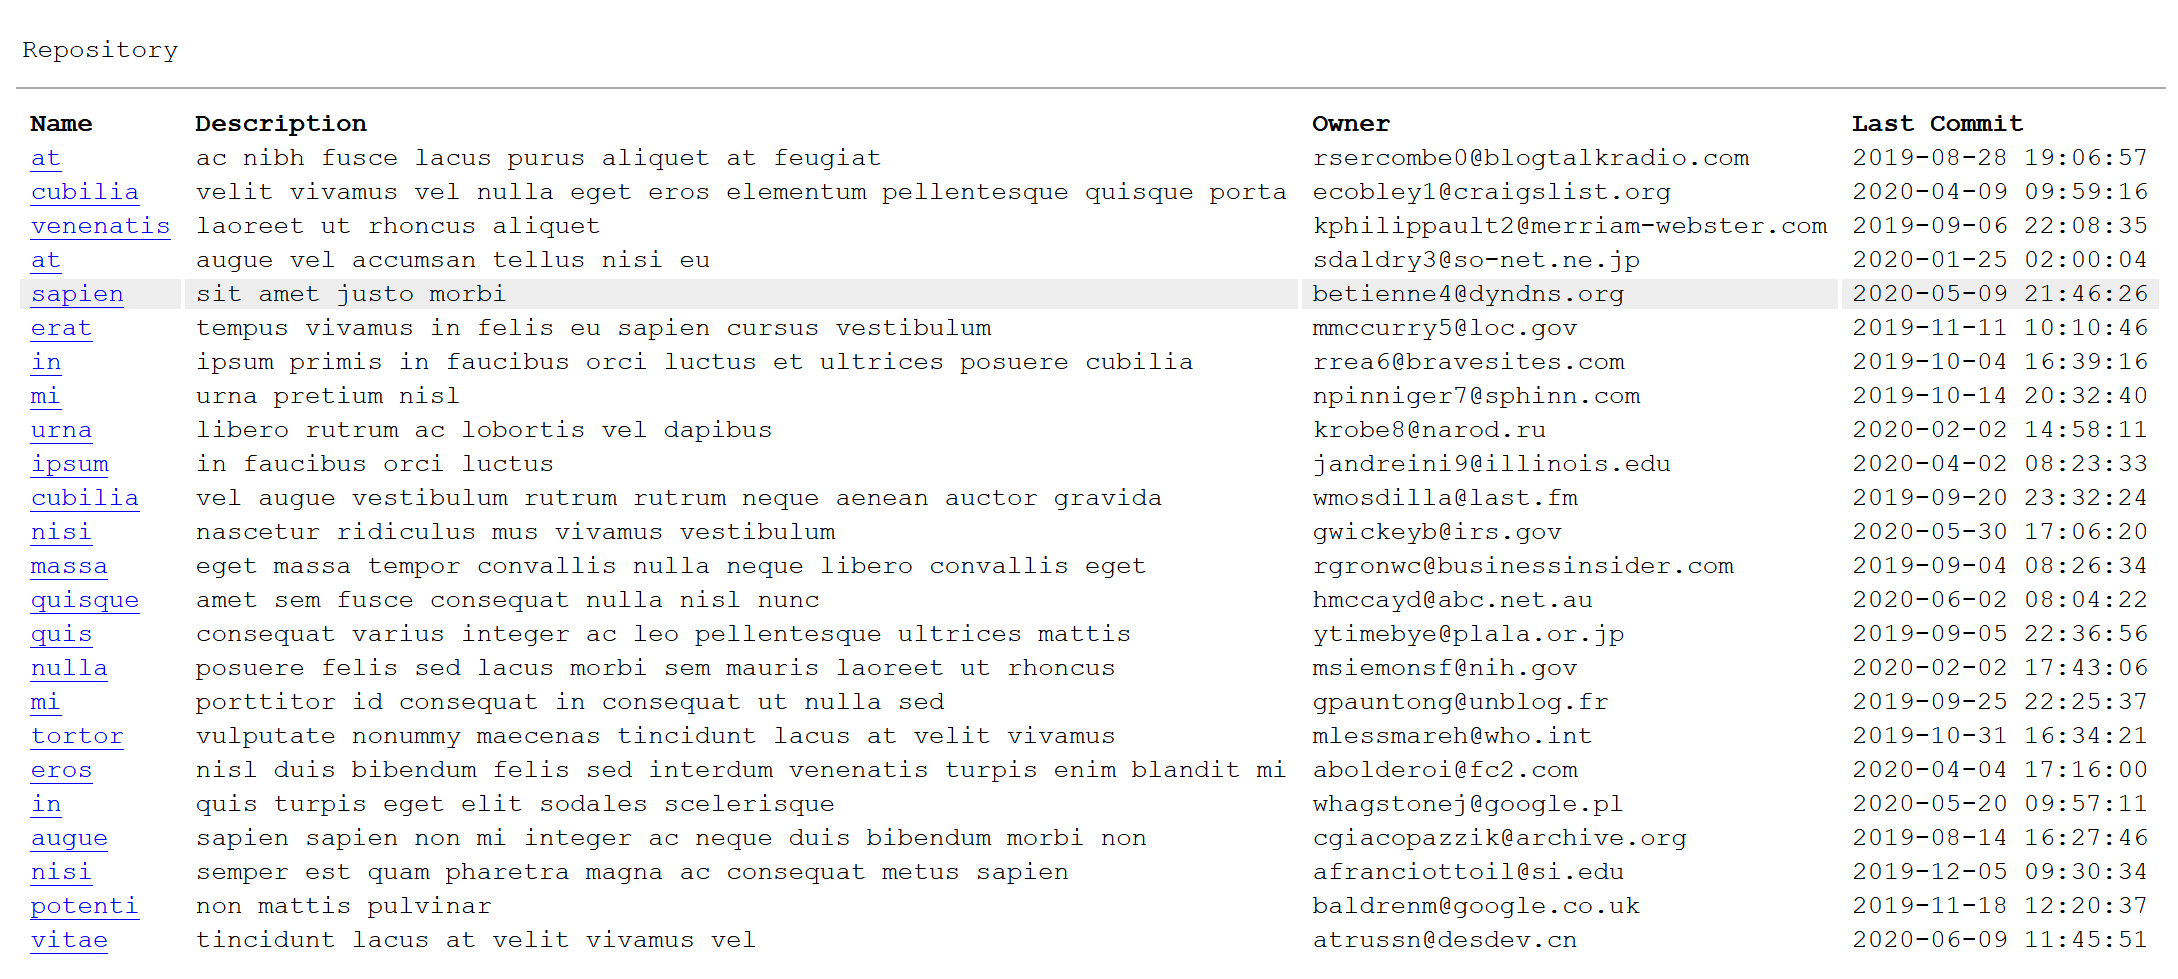 Repository
Name Description Owner Last Commit
at ac nibh fusce lacus purus aliquet at feugiat rsercombe0@blogtalkradio.com 2019-08-28 19:06:57
cubilia velit vivamus vel nulla eget eros elementum pellentesque quisque porta ecobley1@craigslist.org 2020-04-09 09:59:16
venenatis laoreet ut rhoncus aliquet kphilippault2@merriam-webster.com 2019-09-06 22:08:35
at augue vel accumsan tellus nisi eu sdaldry3@so-net.ne.jp 2020-01-25 02:00:04
sapien sit amet justo morbi betienne4@dyndns.org 2020-05-09 21:46:26
erat tempus vivamus in felis eu sapien cursus vestibulum mmccurry5@loc.gov 2019-11-11 10:10:46
in ipsum primis in faucibus orci luctus et ultrices posuere cubilia rrea6@bravesites.com 2019-10-04 16:39:16
mi urna pretium nisl npinniger7@sphinn.com 2019-10-14 20:32:40
urna libero rutrum ac lobortis vel dapibus krobe8@narod.ru 2020-02-02 14:58:11
ipsum in faucibus orci luctus jandreini9@illinois.edu 2020-04-02 08:23:33
cubilia vel augue vestibulum rutrum rutrum neque aenean auctor gravida wmosdilla@last.fm 2019-09-20 23:32:24
nisi nascetur ridiculus mus vivamus vestibulum gwickeyb@irs.gov 2020-05-30 17:06:20
massa eget massa tempor convallis nulla neque libero convallis eget rgronwc@businessinsider.com 2019-09-04 08:26:34
quisque amet sem fusce consequat nulla nisl nunc hmccayd@abc.net.au 2020-06-02 08:04:22
quis consequat varius integer ac leo pellentesque ultrices mattis ytimebye@plala.or.jp 2019-09-05 22:36:56
nulla posuere felis sed lacus morbi sem mauris laoreet ut rhoncus msiemonsf@nih.gov 2020-02-02 17:43:06
mi porttitor id consequat in consequat ut nulla sed gpauntong@unblog.fr 2019-09-25 22:25:37
tortor vulputate nonummy maecenas tincidunt lacus at velit vivamus mlessmareh@who.int 2019-10-31 16:34:21
eros nisl duis bibendum felis sed interdum venenatis turpis enim blandit mi abolderoi@fc2.com 2020-04-04 17:16:00
in quis turpis eget elit sodales scelerisque whagstonej@google.pl 2020-05-20 09:57:11
augue sapien sapien non mi integer ac neque duis bibendum morbi non cgiacopazzik@archive.org 2019-08-14 16:27:46
nisi semper est quam pharetra magna ac consequat metus sapien afranciottoil@si.edu 2019-12-05 09:30:34
potenti non mattis pulvinar baldrenm@google.co.uk 2019-11-18 12:20:37
vitae tincidunt lacus at velit vivamus vel atrussn@desdev.cn 2020-06-09 11:45:51